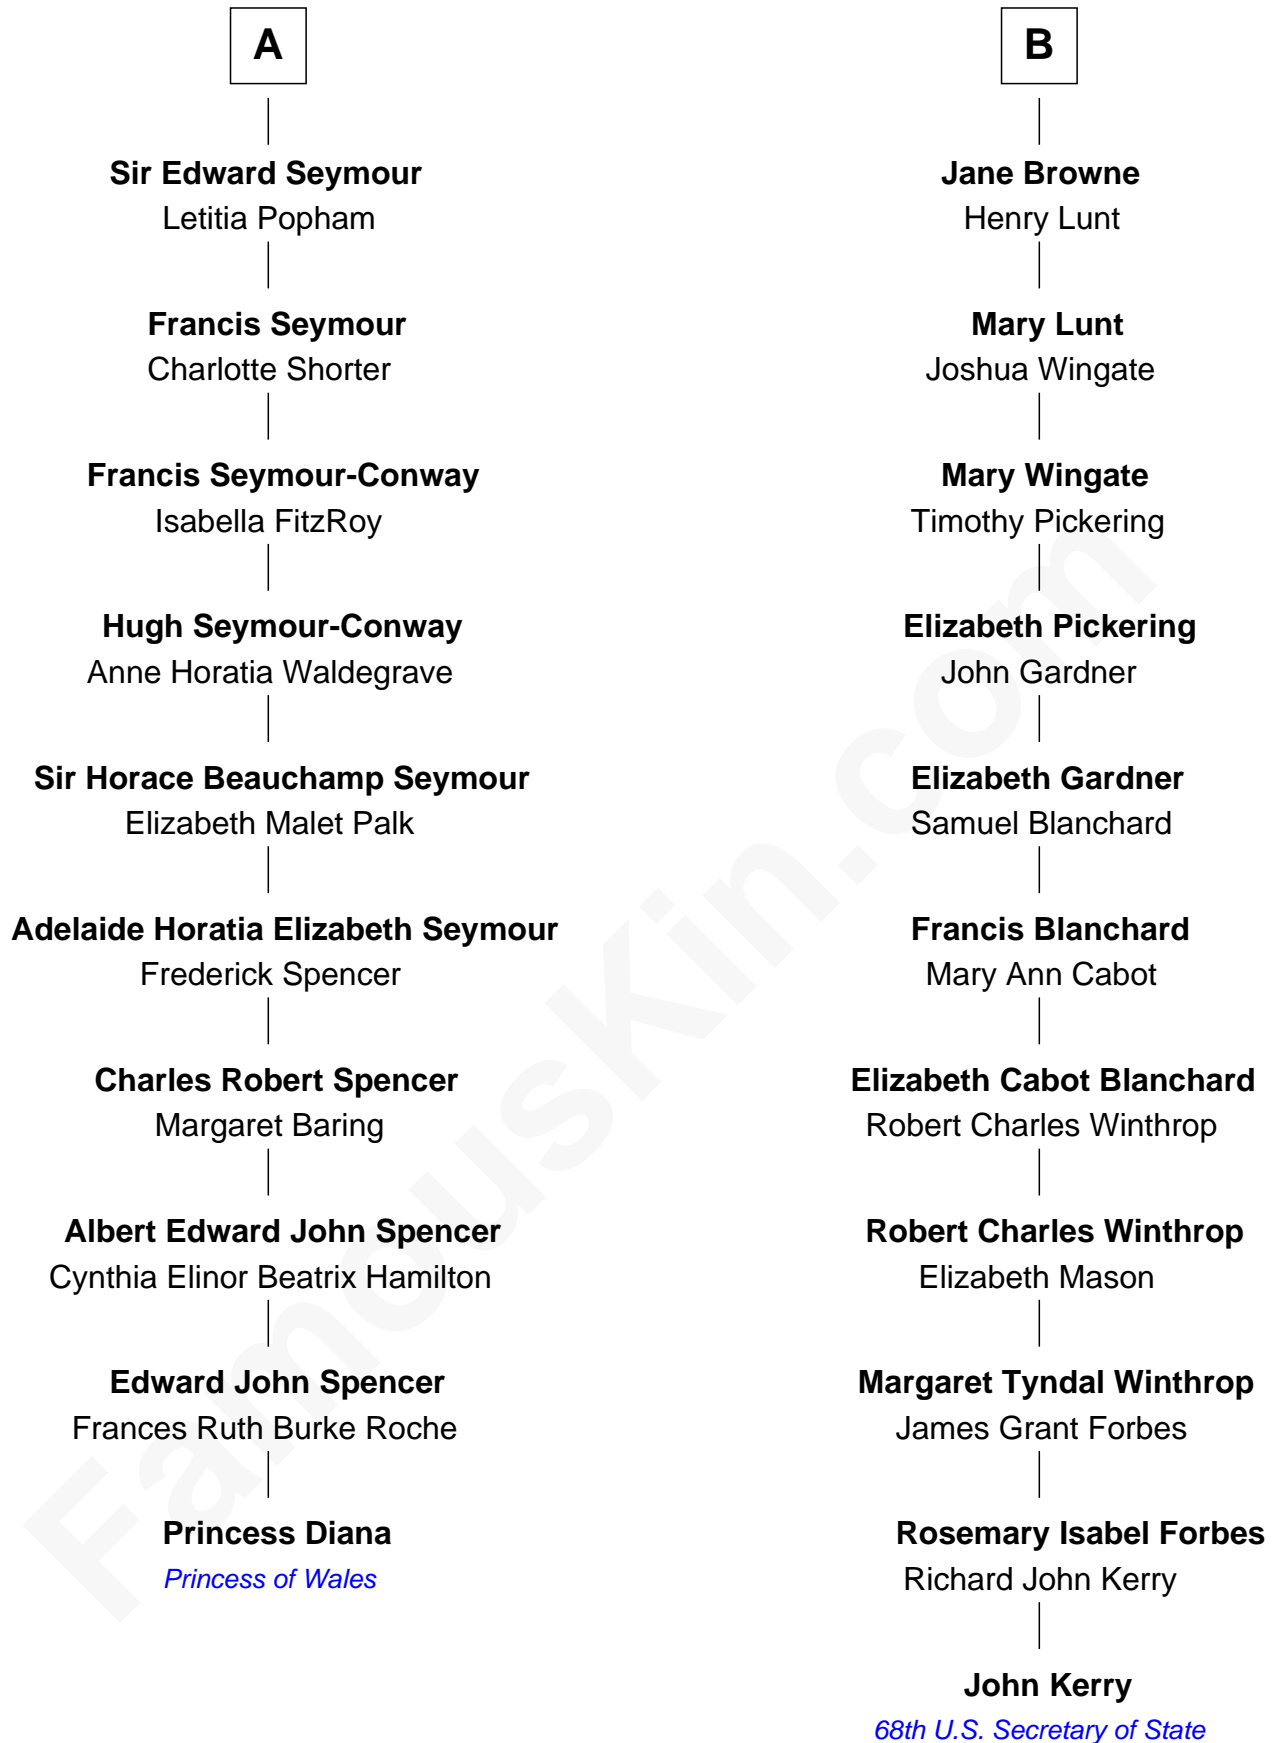 A
Sir Edward Seymour
Letitia Popham
Francis Seymour
Charlotte Shorter
Francis Seymour-Conway
Isabella FitzRoy
Hugh Seymour-Conway
Anne Horatia Waldegrave
Sir Horace Beauchamp Seymour
Elizabeth Malet Palk
Adelaide Horatia Elizabeth Seymour
Frederick Spencer
Charles Robert Spencer
Margaret Baring
Albert Edward John Spencer
Cynthia Elinor Beatrix Hamilton
Edward John Spencer
Frances Ruth Burke Roche
Princess Diana
Princess of Wales
B
Jane Browne
Henry Lunt
Mary Lunt
Joshua Wingate
Mary Wingate
Timothy Pickering
Elizabeth Pickering
John Gardner
Elizabeth Gardner
Samuel Blanchard
Francis Blanchard
Mary Ann Cabot
Elizabeth Cabot Blanchard
Robert Charles Winthrop
Robert Charles Winthrop
Elizabeth Mason
Margaret Tyndal Winthrop
James Grant Forbes
Rosemary Isabel Forbes
Richard John Kerry
John Kerry
68th U.S. Secretary of State
FamousKin.com